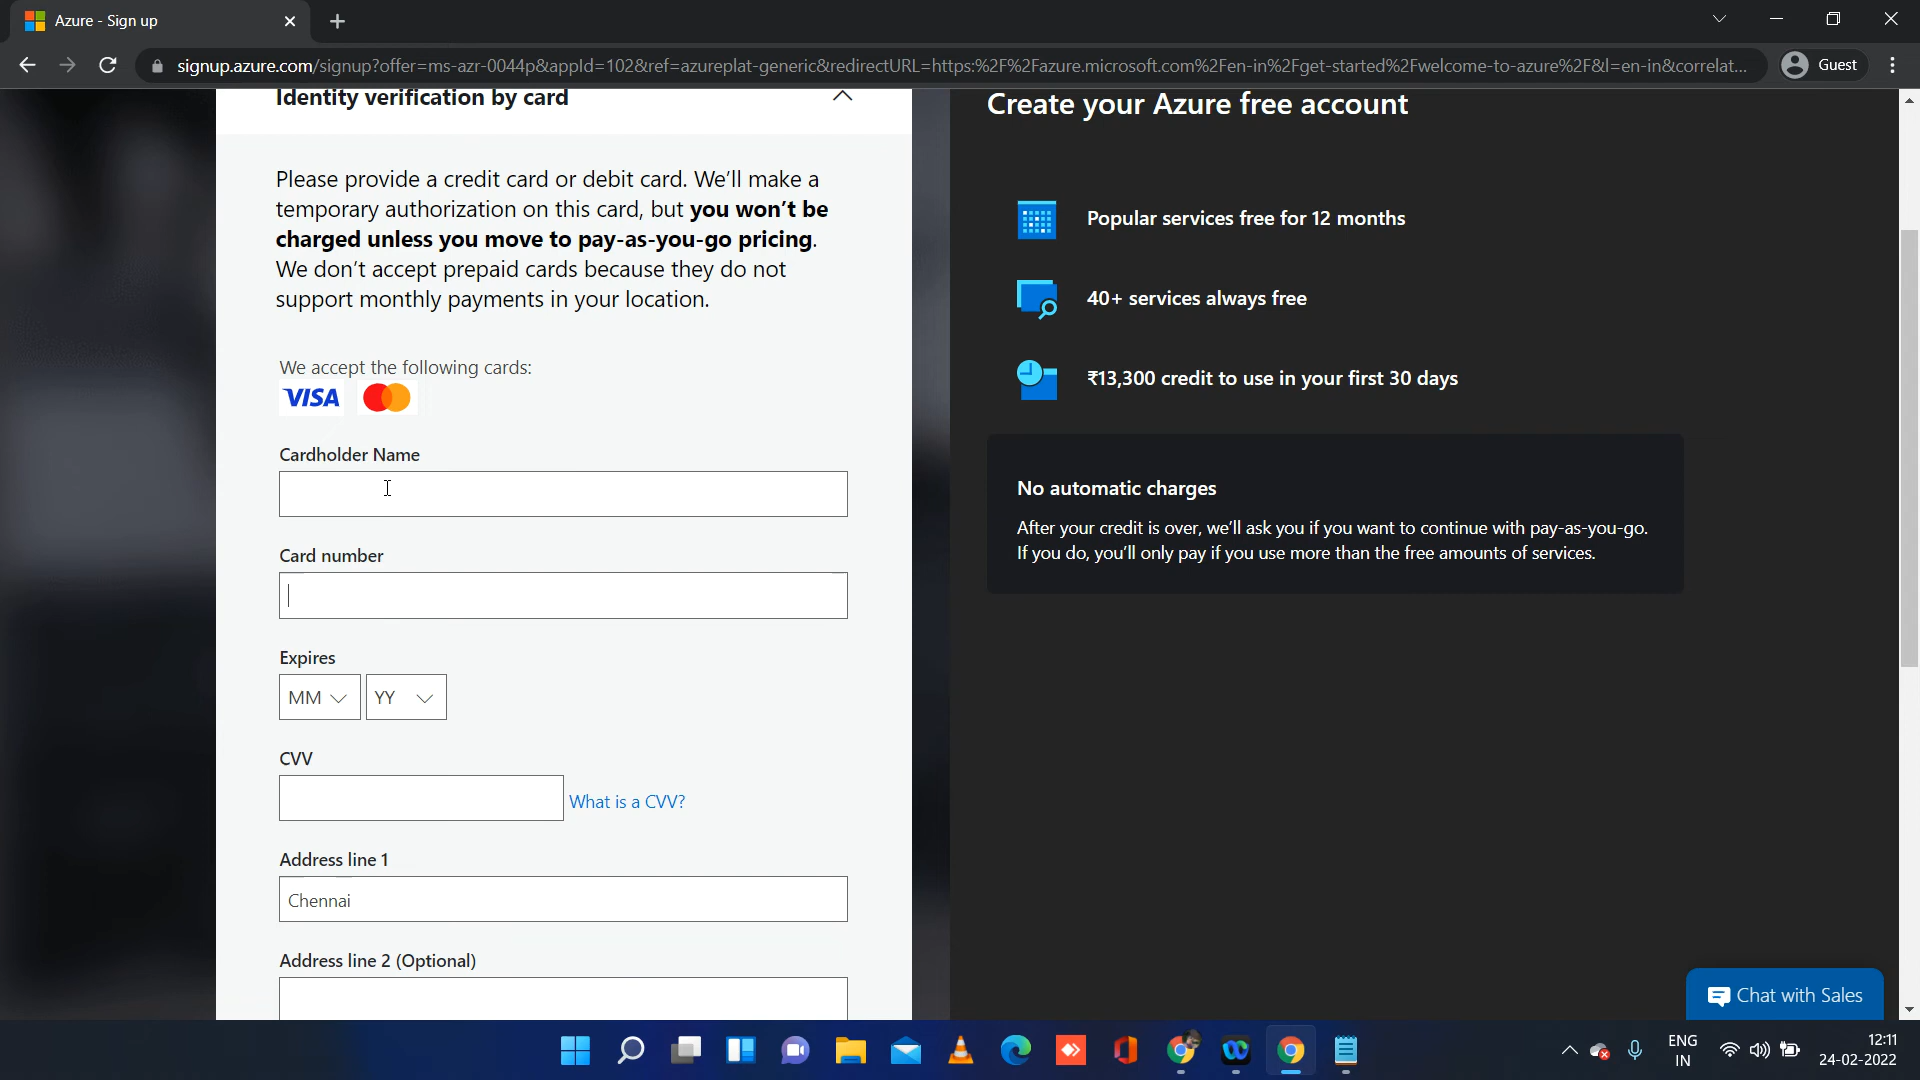 Azure - Sign up
signup.azure.com/signup?offer=ms-azr-0044p&appId=102&ref=azureplat-generic&redirectURL=https:%2F%2Fazure.microsoft.com%2Fen-in%2Fget-started%2Fwelcome-to-azure%2F&l=en-in&correlat...
Guest
Identity verification by card
Please provide a credit card or debit card. We'll make a
temporary authorization on this card, but you won't be
charged unless you move to pay-as-you-go pricing.
We don't accept prepaid cards because they do not
support monthly payments in your location.
We accept the following cards:
VISA
Cardholder Name
Card number
Expires
MM YY
CVV
What is a CVV?
Address line 1
Chennai
Address line 2 (Optional)
Create your Azure free account
Popular services free for 12 months
40+ services always free
₹13,300 credit to use in your first 30 days
No automatic charges
After your credit is over, we'll ask you if you want to continue with pay-as-you-go.
If you do, you'll only pay if you use more than the free amounts of services.
Chat with Sales
ENG
IN
12:11
24-02-2022